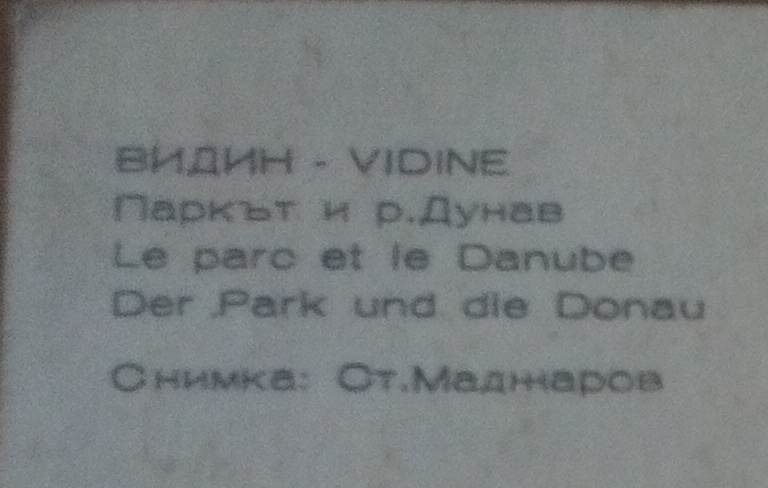 ВИДИН - VIDINE
Паркът и р.Дунав
Le parc et le Danube
Der Park und die Donau
Снимка: Ст.Маджаров